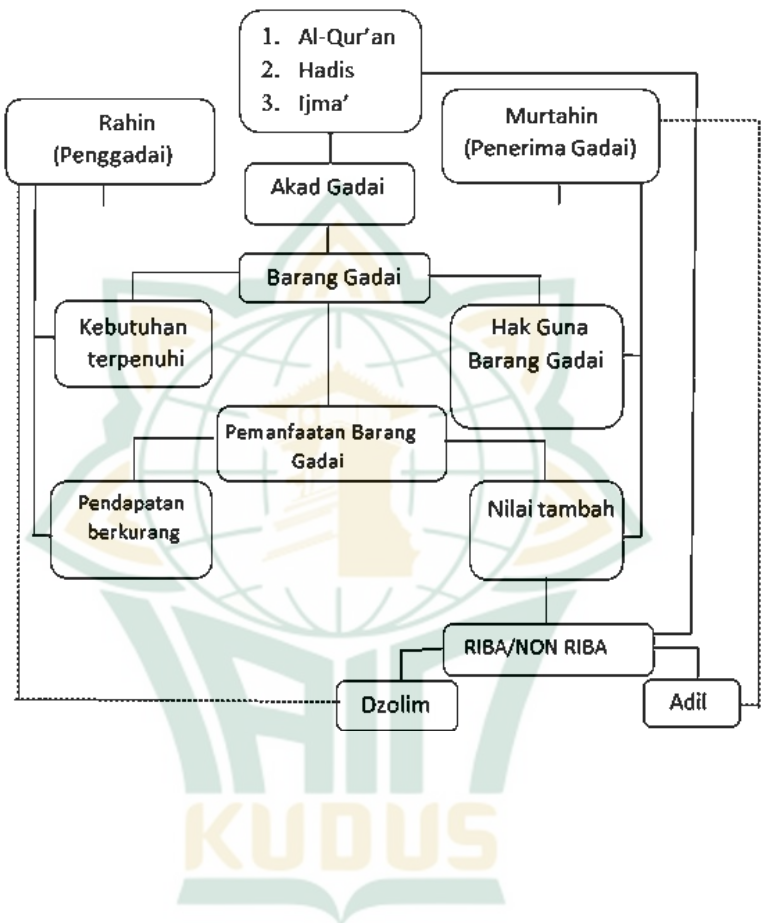 1. Al-Qur'an
2. Hadis
3. Ijma'
Rahin
(Penggadai)
Murtahin
(Penerima Gadai)
Akad Gadai
Barang Gadai
Kebutuhan
terpenuhi
Hak Guna
Barang Gadai
Pemanfaatan Barang
Gadai
Pendapatan
berkurang
Nilai tambah
RIBA/NON RIBA
Dzolim
Adil
IAIN
KUDUS